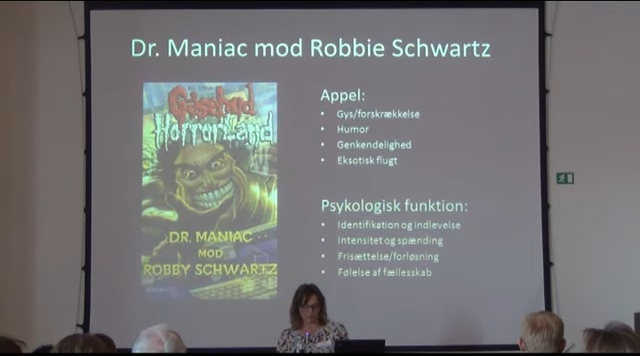 Dr. Maniac mod Robbie Schwartz
Gåsehud
HorrorLand
DR. MANIAC
MOD
ROBBY SCHWARTZ
Appel:
• Gys/forskrækkelse
• Humor
• Genkendelighed
• Eksotisk flugt
Psykologisk funktion:
• Identifikation og indlevelse
• Intensitet og spænding
• Frisættelse/forløsning
• Følelse af fællesskab